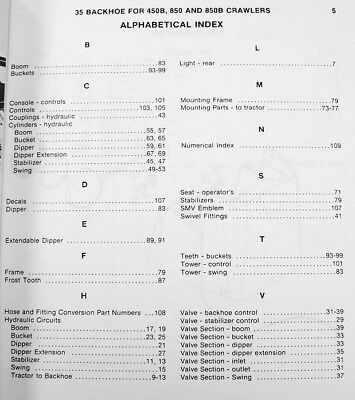 35 BACKHOE FOR 450B, 850 AND 850B CRAWLERS 5
ALPHABETICAL INDEX
B
Boom 83
Buckets 93-99
C
Console - controls 101
Controls 103, 105
Couplings - hydraulic 43
Cylinders - hydraulic
Boom 55, 57
Bucket 63, 65
Dipper 59, 61
Dipper Extension 67, 69
Stabilizer 45, 47
Swing 49-53
D
Decals 107
Dipper 83
E
Extendable Dipper 89, 91
F
Frame 79
Frost Tooth 87
H
Hose and Fitting Conversion Part Numbers 108
Hydraulic Circuits
Boom 17, 19
Bucket 23, 25
Dipper 21
Dipper Extension 27
Stabilizer 11, 13
Swing 15
Tractor to Backhoe 9-13
L
Light - rear 7
M
Mounting Frame 79
Mounting Parts - to tractor 73-77
N
Numerical Index 109
S
Seat - operator's 71
Stabilizers 79
SMV Emblem 107
Swivel Fittings 41
T
Teeth - buckets 93-99
Tower - control 101
Tower - swing 83
V
Valve - backhoe control 31-39
Valve - stabilizer control 29
Valve Section - boom 39
Valve Section - bucket 33
Valve Section - dipper 33
Valve Section - dipper extension 35
Valve Section - inlet 31
Valve Section - outlet 31
Valve Section - Swing 37